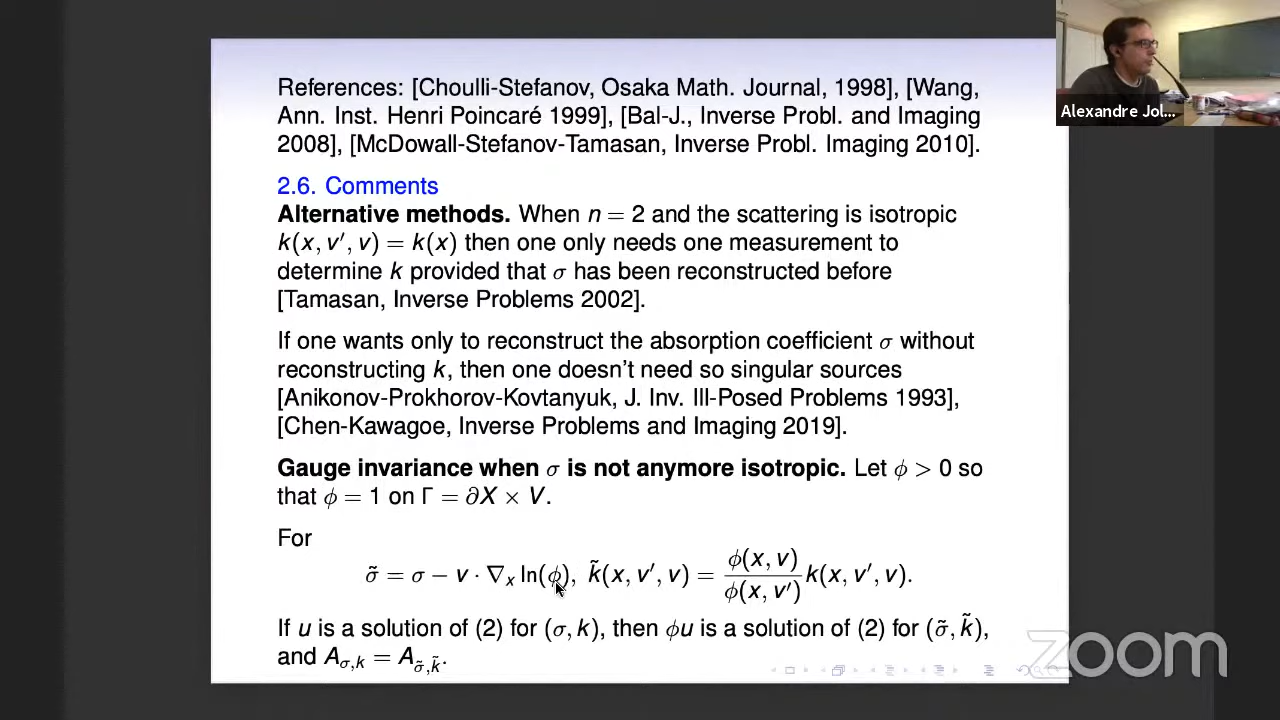 References: [Choulli-Stefanov, Osaka Math. Journal, 1998], [Wang,
Ann. Inst. Henri Poincaré 1999], [Bal-J., Inverse Probl. and Imaging
2008], [McDowall-Stefanov-Tamasan, Inverse Probl. Imaging 2010].
2.6. Comments
Alternative methods. When n = 2 and the scattering is isotropic
k(x, v′, v) = k(x) then one only needs one measurement to
determine k provided that σ has been reconstructed before
[Tamasan, Inverse Problems 2002].
If one wants only to reconstruct the absorption coefficient σ without
reconstructing k, then one doesn't need so singular sources
[Anikonov-Prokhorov-Kovtanyuk, J. Inv. Ill-Posed Problems 1993],
[Chen-Kawagoe, Inverse Problems and Imaging 2019].
Gauge invariance when σ is not anymore isotropic. Let ϕ > 0 so
that ϕ = 1 on Γ = ∂X × V.
For
σ̃ = σ − v · ∇ₓ ln(ϕ), k̃(x, v′, v) = ϕ(x, v)/ϕ(x, v′) k(x, v′, v).
If u is a solution of (2) for (σ, k), then ϕu is a solution of (2) for (σ̃, k̃),
and A_{σ,k} = A_{σ̃,k̃}.
Alexandre Jol...
zoom